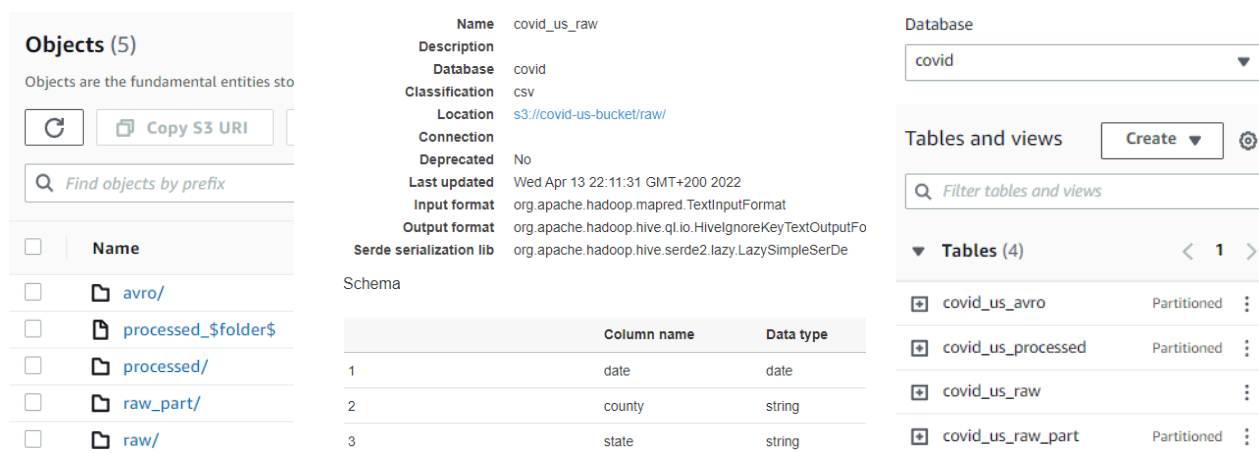 Objects (5)
Objects are the fundamental entities sto
Copy S3 URI
Find objects by prefix
Name
avro/
processed_$folder$
processed/
raw_part/
raw/
Name covid_us_raw
Description
Database covid
Classification csv
Location s3://covid-us-bucket/raw/
Connection
Deprecated No
Last updated Wed Apr 13 22:11:31 GMT+200 2022
Input format org.apache.hadoop.mapred.TextInputFormat
Output format org.apache.hadoop.hive.ql.io.HiveIgnoreKeyTextOutputFo
Serde serialization lib org.apache.hadoop.hive.serde2.lazy.LazySimpleSerDe
Schema
Column name Data type
1 date date
2 county string
3 state string
Database
covid
Tables and views Create
Filter tables and views
Tables (4) 1
covid_us_avro Partitioned
covid_us_processed Partitioned
covid_us_raw
covid_us_raw_part Partitioned